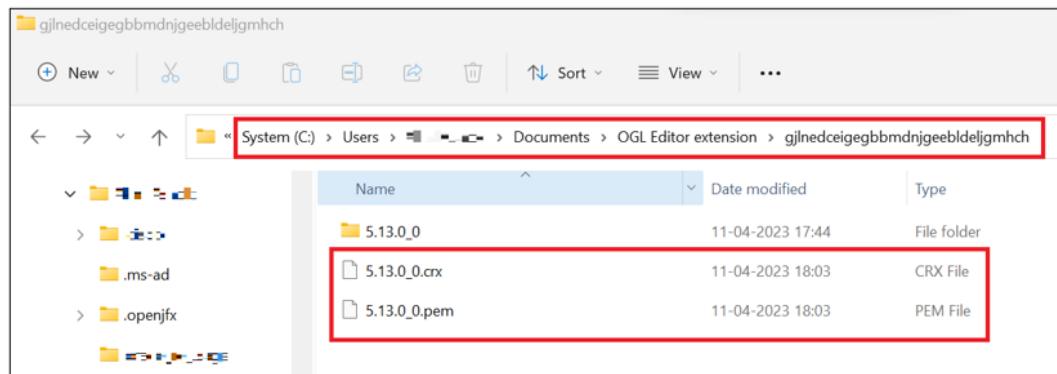 gjlnedceigegbbmdnjgeebldeljgmhch
New Sort View •••
« System (C:) > Users > > Documents > OGL Editor extension > gjlnedceigegbbmdnjgeebldeljgmhch
Name Date modified Type
5.13.0_0 11-04-2023 17:44 File folder
.ms-ad 5.13.0_0.crx 11-04-2023 18:03 CRX File
.openjfx 5.13.0_0.pem 11-04-2023 18:03 PEM File